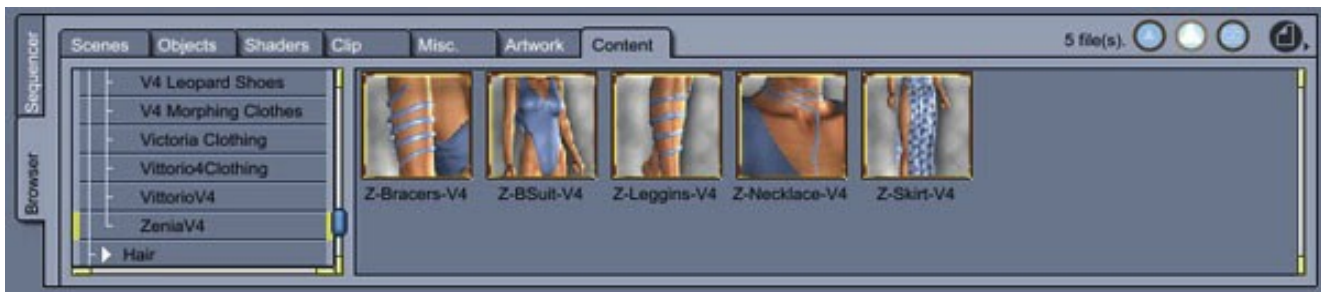 Sequencer
Browser
Scenes Objects Shaders Clip Misc. Artwork Content
5 file(s).
V4 Leopard Shoes
V4 Morphing Clothes
Victoria Clothing
Vittorio4Clothing
VittorioV4
ZeniaV4
Hair
Z-Bracers-V4 Z-BSuit-V4 Z-Leggins-V4 Z-Necklace-V4 Z-Skirt-V4